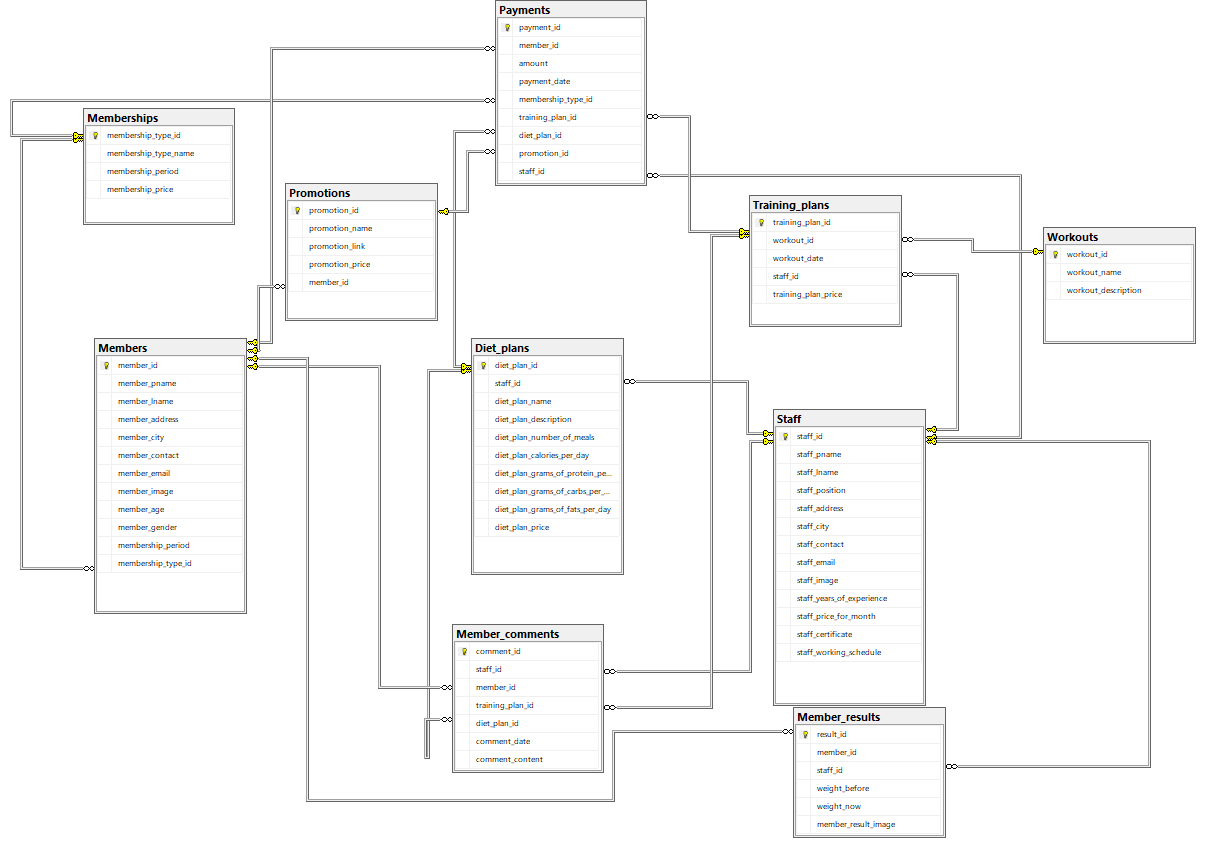 Payments
payment_id
member_id
amount
payment_date
membership_type_id
training_plan_id
diet_plan_id
promotion_id
staff_id
Memberships
membership_type_id
membership_type_name
membership_period
membership_price
Promotions
promotion_id
promotion_name
promotion_link
promotion_price
member_id
Training_plans
training_plan_id
workout_id
workout_date
staff_id
training_plan_price
Workouts
workout_id
workout_name
workout_description
Members
member_id
member_pname
member_lname
member_address
member_city
member_contact
member_email
member_image
member_age
member_gender
membership_period
membership_type_id
Diet_plans
diet_plan_id
staff_id
diet_plan_name
diet_plan_description
diet_plan_number_of_meals
diet_plan_calories_per_day
diet_plan_grams_of_protein_pe...
diet_plan_grams_of_carbs_per_...
diet_plan_grams_of_fats_per_day
diet_plan_price
Staff
staff_id
staff_pname
staff_lname
staff_position
staff_address
staff_city
staff_contact
staff_email
staff_image
staff_years_of_experience
staff_price_for_month
staff_certificate
staff_working_schedule
Member_comments
comment_id
staff_id
member_id
training_plan_id
diet_plan_id
comment_date
comment_content
Member_results
result_id
member_id
staff_id
weight_before
weight_now
member_result_image